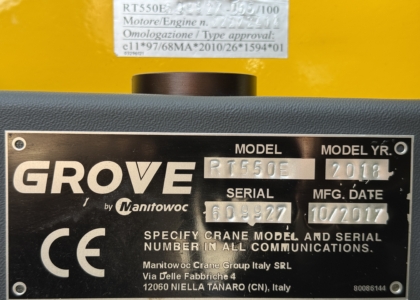 RT550E /100
Motore/Engine n.
Omologazione / Type approval:
e11*97/68MA*2010/26*1594*01
GROVE
by Manitowoc
MODEL MODEL YR.
RT550E 2018
SERIAL MFG. DATE
10/2017
SPECIFY CRANE MODEL AND SERIAL
NUMBER IN ALL COMMUNICATIONS.
CE
Manitowoc Crane Group Italy SRL
Via Delle Fabbriche 4
12060 NIELLA TANARO (CN), Italy
80085144